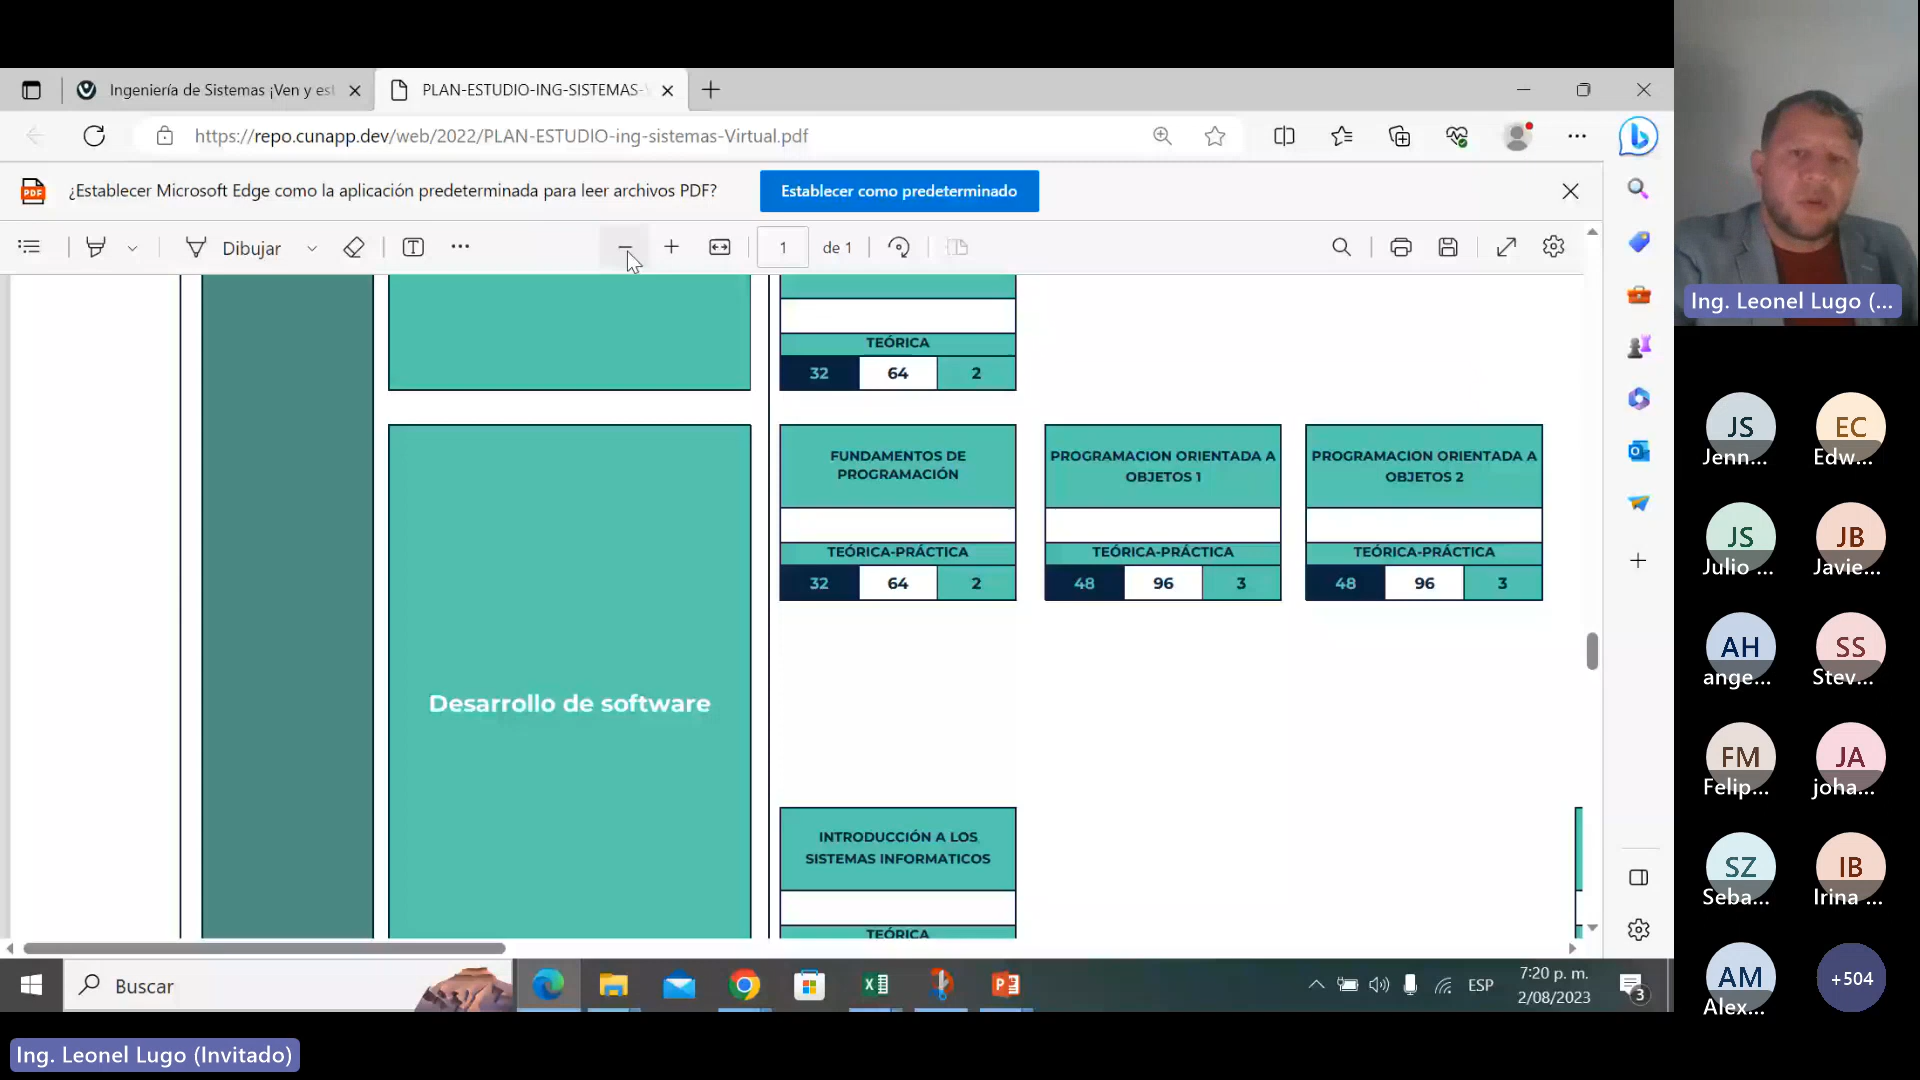 Ingeniería de Sistemas ¡Ven y es
PLAN-ESTUDIO-ING-SISTEMAS-
https://repo.cunapp.dev/web/2022/PLAN-ESTUDIO-ing-sistemas-Virtual.pdf
PDF
¿Establecer Microsoft Edge como la aplicación predeterminada para leer archivos PDF?
Establecer como predeterminado
Dibujar
1
de 1
TEÓRICA
32 64 2
FUNDAMENTOS DE
PROGRAMACIÓN
TEÓRICA-PRÁCTICA
32 64 2
PROGRAMACION ORIENTADA A
OBJETOS 1
TEÓRICA-PRÁCTICA
48 96 3
PROGRAMACION ORIENTADA A
OBJETOS 2
TEÓRICA-PRÁCTICA
48 96 3
Desarrollo de software
INTRODUCCIÓN A LOS
SISTEMAS INFORMATICOS
TEÓRICA
Buscar
ESP
7:20 p. m.
2/08/2023
3
Ing. Leonel Lugo (Invitado)
Ing. Leonel Lugo (...
JS
Jenn...
EC
Edw...
JS
Julio ...
JB
Javie...
AH
ange...
SS
Stev...
FM
Felip...
JA
joha...
SZ
Seba...
IB
Irina ...
AM
Alex...
+504